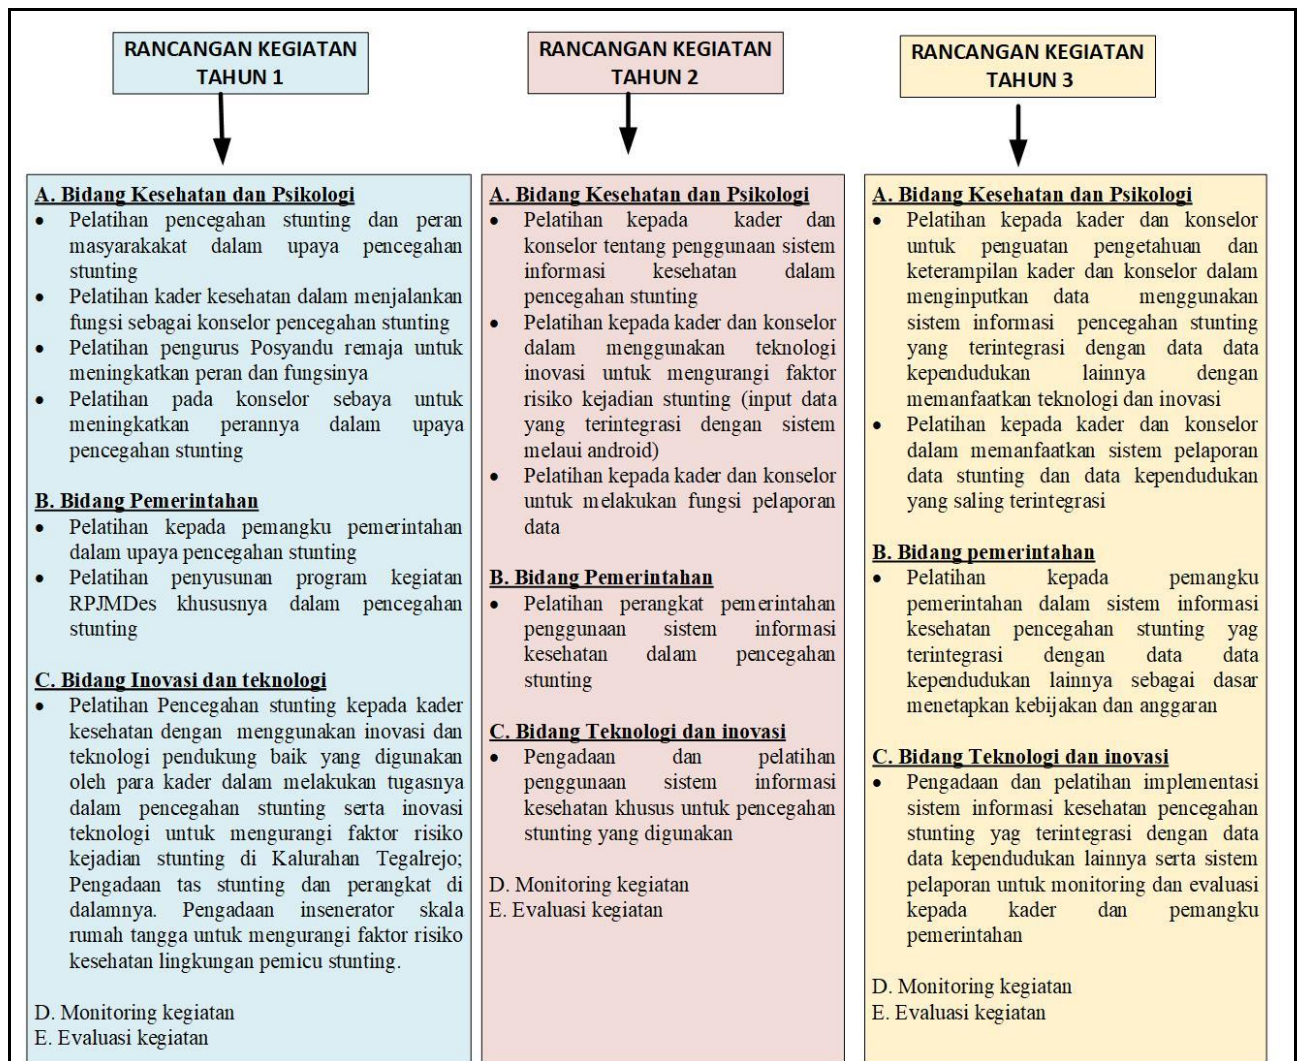 RANCANGAN KEGIATAN
TAHUN 1
A. Bidang Kesehatan dan Psikologi
• Pelatihan pencegahan stunting dan peran
masyarakakat dalam upaya pencegahan
stunting
• Pelatihan kader kesehatan dalam menjalankan
fungsi sebagai konselor pencegahan stunting
• Pelatihan pengurus Posyandu remaja untuk
meningkatkan peran dan fungsinya
• Pelatihan pada konselor sebaya untuk
meningkatkan perannya dalam upaya
pencegahan stunting
B. Bidang Pemerintahan
• Pelatihan kepada pemangku pemerintahan
dalam upaya pencegahan stunting
• Pelatihan penyusunan program kegiatan
RPJMDes khususnya dalam pencegahan
stunting
C. Bidang Inovasi dan teknologi
• Pelatihan Pencegahan stunting kepada kader
kesehatan dengan menggunakan inovasi dan
teknologi pendukung baik yang digunakan
oleh para kader dalam melakukan tugasnya
dalam pencegahan stunting serta inovasi
teknologi untuk mengurangi faktor risiko
kejadian stunting di Kalurahan Tegalrejo;
Pengadaan tas stunting dan perangkat di
dalamnya. Pengadaan insenerator skala
rumah tangga untuk mengurangi faktor risiko
kesehatan lingkungan pemicu stunting.
D. Monitoring kegiatan
E. Evaluasi kegiatan
RANCANGAN KEGIATAN
TAHUN 2
A. Bidang Kesehatan dan Psikologi
• Pelatihan kepada kader dan
konselor tentang penggunaan sistem
informasi kesehatan dalam
pencegahan stunting
• Pelatihan kepada kader dan konselor
dalam menggunakan teknologi
inovasi untuk mengurangi faktor
risiko kejadian stunting (input data
yang terintegrasi dengan sistem
melaui android)
• Pelatihan kepada kader dan konselor
untuk melakukan fungsi pelaporan
data
B. Bidang Pemerintahan
• Pelatihan perangkat pemerintahan
penggunaan sistem informasi
kesehatan dalam pencegahan
stunting
C. Bidang Teknologi dan inovasi
• Pengadaan dan pelatihan
penggunaan sistem informasi
kesehatan khusus untuk pencegahan
stunting yang digunakan
D. Monitoring kegiatan
E. Evaluasi kegiatan
RANCANGAN KEGIATAN
TAHUN 3
A. Bidang Kesehatan dan Psikologi
• Pelatihan kepada kader dan konselor
untuk penguatan pengetahuan dan
keterampilan kader dan konselor dalam
menginputkan data menggunakan
sistem informasi pencegahan stunting
yang terintegrasi dengan data data
kependudukan lainnya dengan
memanfaatkan teknologi dan inovasi
• Pelatihan kepada kader dan konselor
dalam memanfaatkan sistem pelaporan
data stunting dan data kependudukan
yang saling terintegrasi
B. Bidang pemerintahan
• Pelatihan kepada pemangku
pemerintahan dalam sistem informasi
kesehatan pencegahan stunting yag
terintegrasi dengan data data
kependudukan lainnya sebagai dasar
menetapkan kebijakan dan anggaran
C. Bidang Teknologi dan inovasi
• Pengadaan dan pelatihan implementasi
sistem informasi kesehatan pencegahan
stunting yag terintegrasi dengan data
data kependudukan lainnya serta sistem
pelaporan untuk monitoring dan evaluasi
kepada kader dan pemangku
pemerintahan
D. Monitoring kegiatan
E. Evaluasi kegiatan